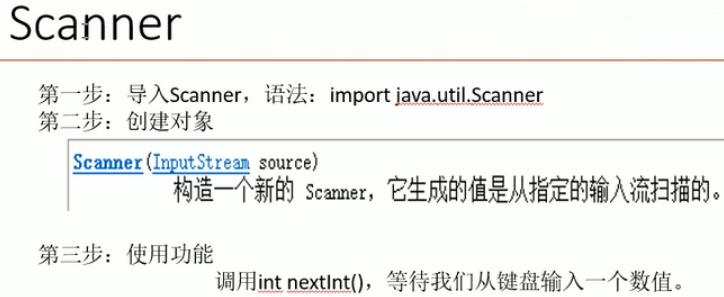 Scanner
第一步：导入Scanner，语法：import java.util.Scanner
第二步：创建对象
Scanner(InputStream source)
构造一个新的 Scanner，它生成的值是从指定的输入流扫描的。
第三步：使用功能
调用int nextInt()，等待我们从键盘输入一个数值。